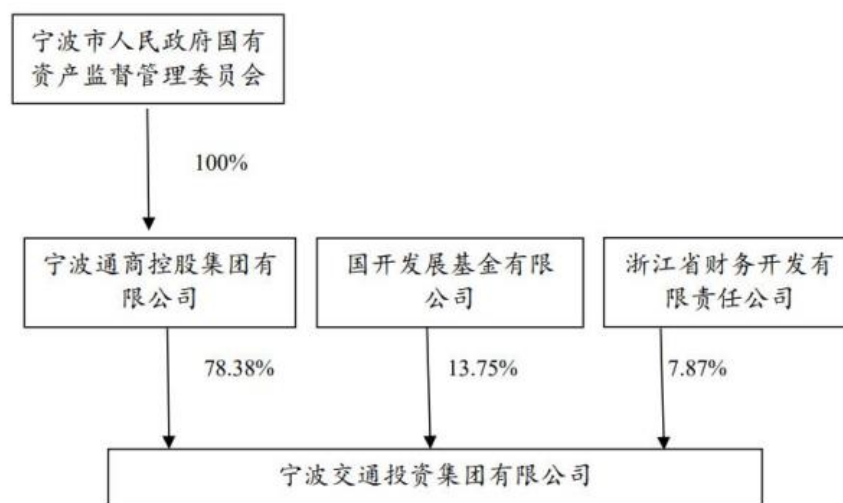 宁波市人民政府国有
资产监督管理委员会
100%
宁波通商控股集团有
限公司
国开发展基金有限
公司
浙江省财务开发有
限责任公司
78.38%
13.75%
7.87%
宁波交通投资集团有限公司